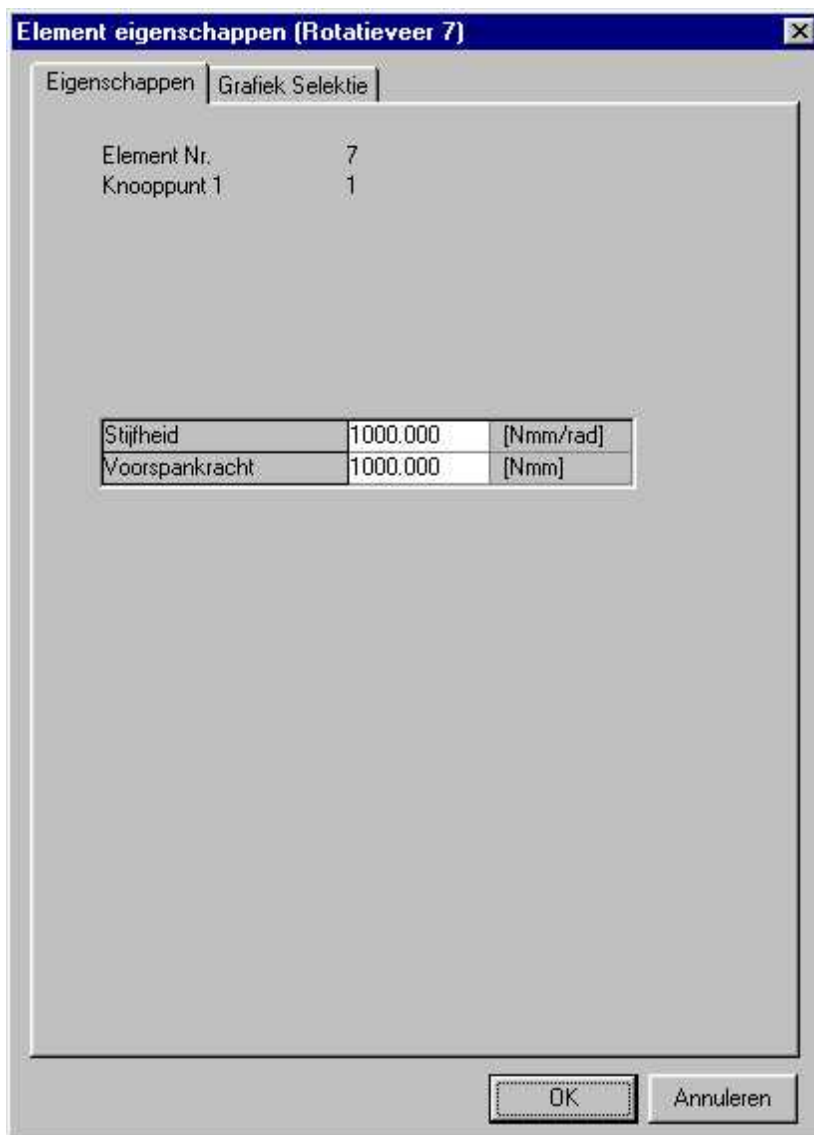 Element eigenschappen (Rotatieveer 7)
Eigenschappen Grafiek Selektie
Element Nr. 7
Knooppunt 1 1
Stijfheid 1000.000 [Nmm/rad]
Voorspankracht 1000.000 [Nmm]
OK Annuleren